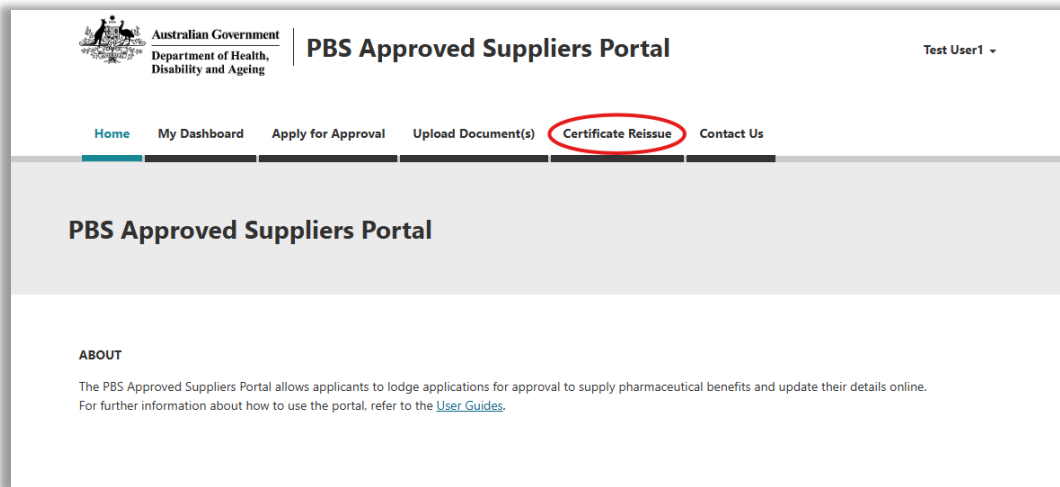 Australian Government
Department of Health,
Disability and Ageing
PBS Approved Suppliers Portal
Test User1
Home My Dashboard Apply for Approval Upload Document(s) Certificate Reissue Contact Us
PBS Approved Suppliers Portal
ABOUT
The PBS Approved Suppliers Portal allows applicants to lodge applications for approval to supply pharmaceutical benefits and update their details online.
For further information about how to use the portal, refer to the User Guides.